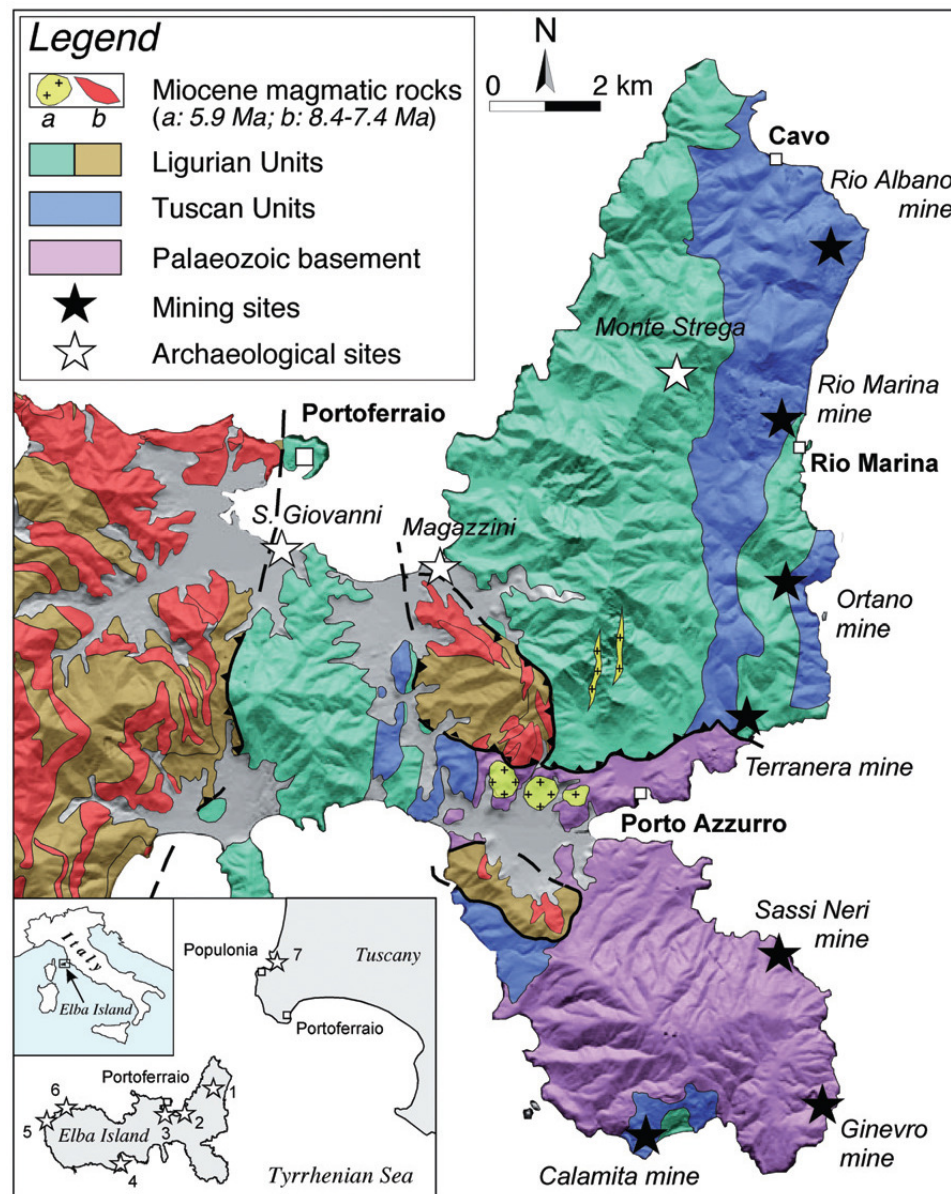 Legend
Miocene magmatic rocks
a b (a: 5.9 Ma; b: 8.4-7.4 Ma)
Ligurian Units
Tuscan Units
Palaeozoic basement
Mining sites
Archaeological sites
N
0 2 km
Cavo
Rio Albano
mine
Monte Strega
Rio Marina
mine
Portoferraio
Rio Marina
S. Giovanni
Magazzini
Ortano
mine
Terranera mine
Porto Azzurro
Sassi Neri
mine
Ginevro
mine
Calamita mine
Italy
Elba Island
Populonia
7
Tuscany
Portoferraio
Portoferraio
1
2
3
4
5
6
Elba Island
Tyrrhenian Sea